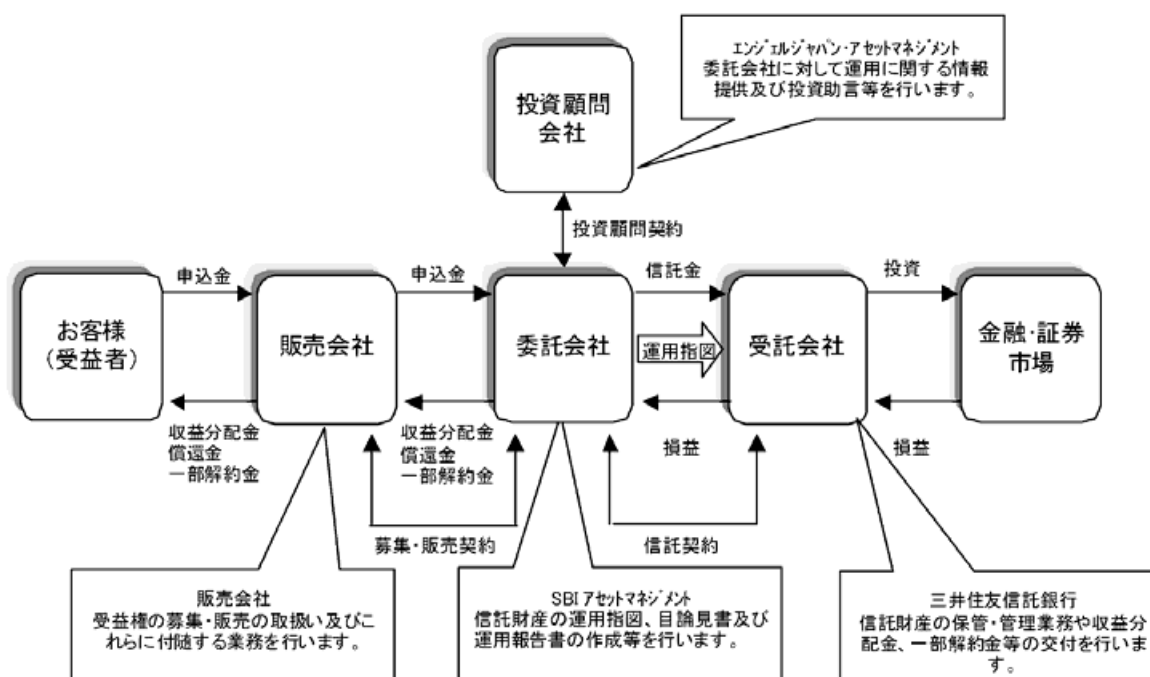 エンジェルジャパン・アセットマネジメント
委託会社に対して運用に関する情報
提供及び投資助言等を行います。
投資顧問
会社
投資顧問契約
申込金
申込金
信託金
投資
お客様
(受益者)
販売会社
委託会社
運用指図
受託会社
金融・証券
市場
収益分配金
償還金
一部解約金
収益分配金
償還金
一部解約金
損益
損益
募集・販売契約
信託契約
販売会社
受益権の募集・販売の取扱い及びこ
れらに付随する業務を行います。
SBIアセットマネジメント
信託財産の運用指図、目論見書及び
運用報告書の作成等を行います。
三井住友信託銀行
信託財産の保管・管理業務や収益分
配金、一部解約金等の交付を行いま
す。